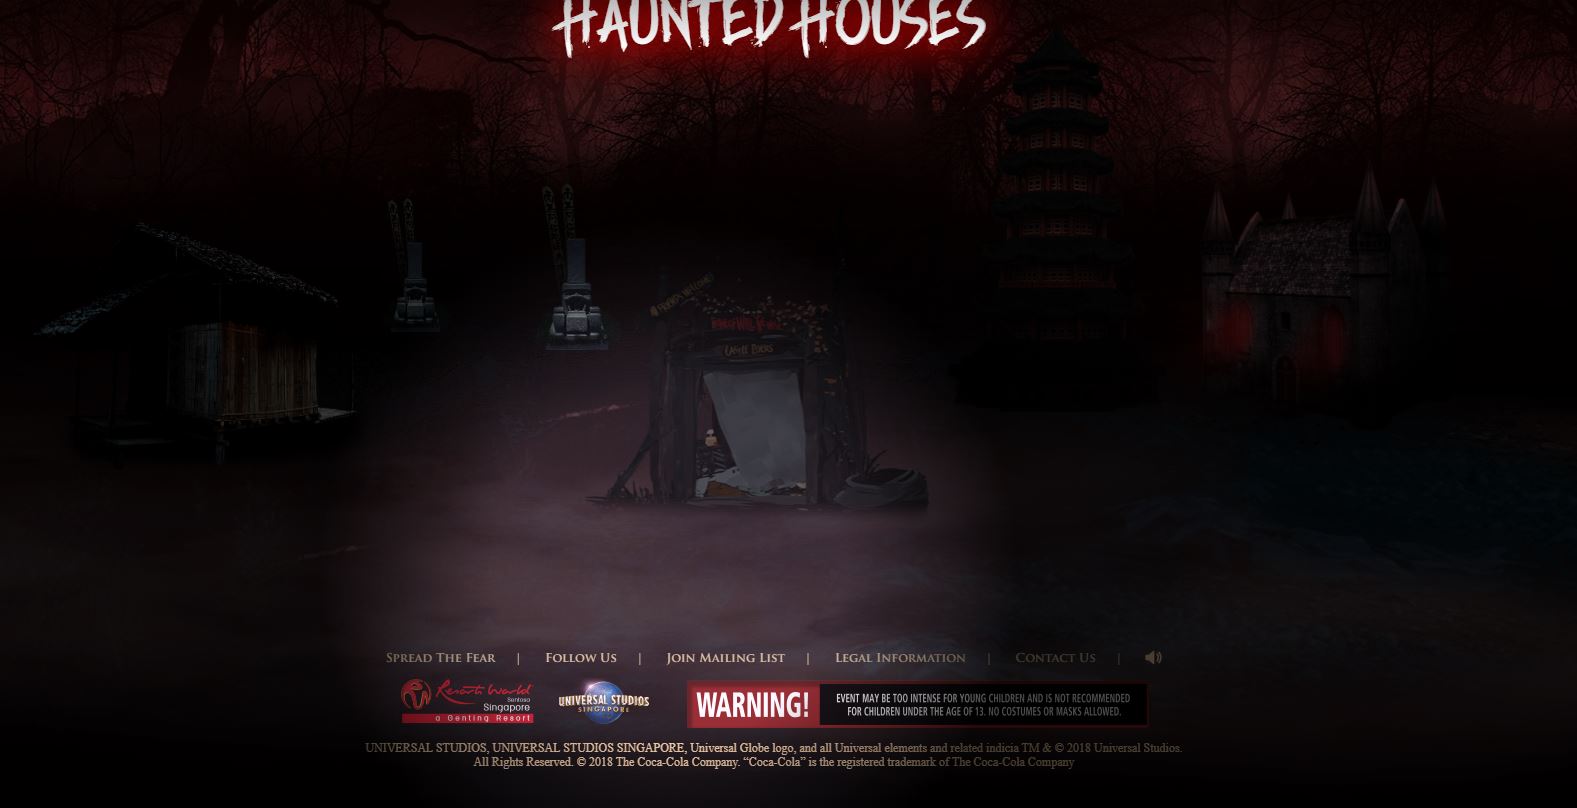 HAUNTED HOUSES
SPREAD THE FEAR | FOLLOW US | JOIN MAILING LIST | LEGAL INFORMATION | CONTACT US |
Resorts World
Sentosa
Singapore
a Genting Resort
UNIVERSAL STUDIOS
SINGAPORE
WARNING!
EVENT MAY BE TOO INTENSE FOR YOUNG CHILDREN AND IS NOT RECOMMENDED
FOR CHILDREN UNDER THE AGE OF 13. NO COSTUMES OR MASKS ALLOWED.
UNIVERSAL STUDIOS, UNIVERSAL STUDIOS SINGAPORE, Universal Globe logo, and all Universal elements and related indicia TM & © 2018 Universal Studios.
All Rights Reserved. © 2018 The Coca-Cola Company. “Coca-Cola” is the registered trademark of The Coca-Cola Company